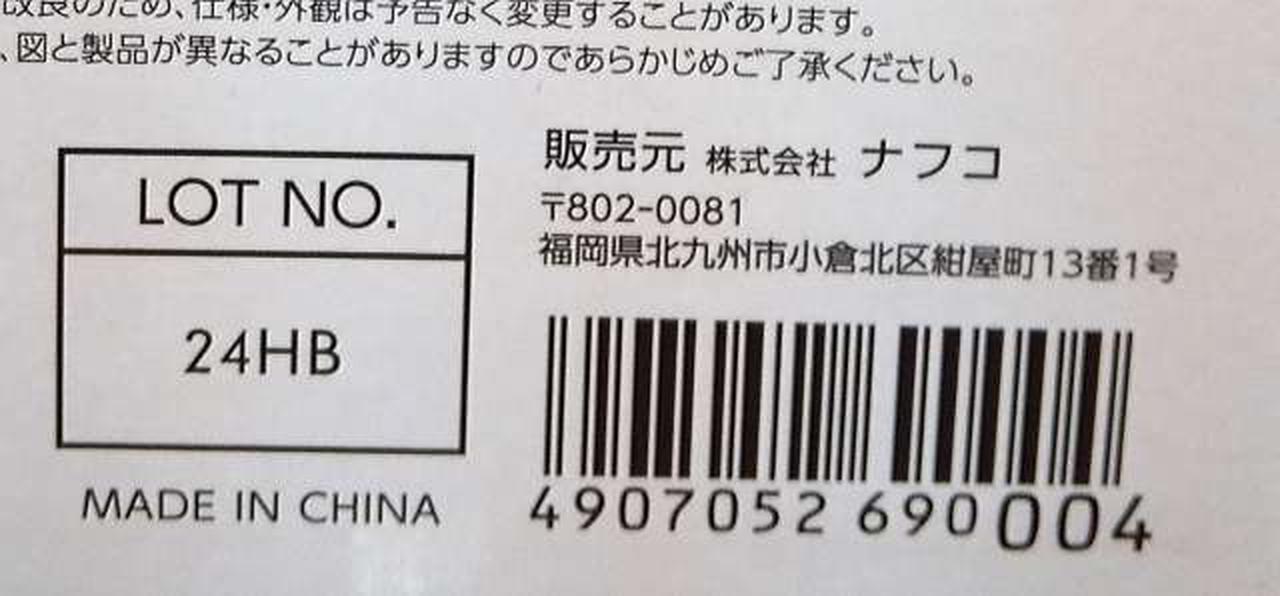 改良のため、仕様・外観は予告なく変更することがあります。
、図と製品が異なることがありますのであらかじめご了承ください。
LOT NO.
24HB
MADE IN CHINA
販売元 株式会社 ナフコ
〒802-0081
福岡県北九州市小倉北区紺屋町13番1号
4907052 690004